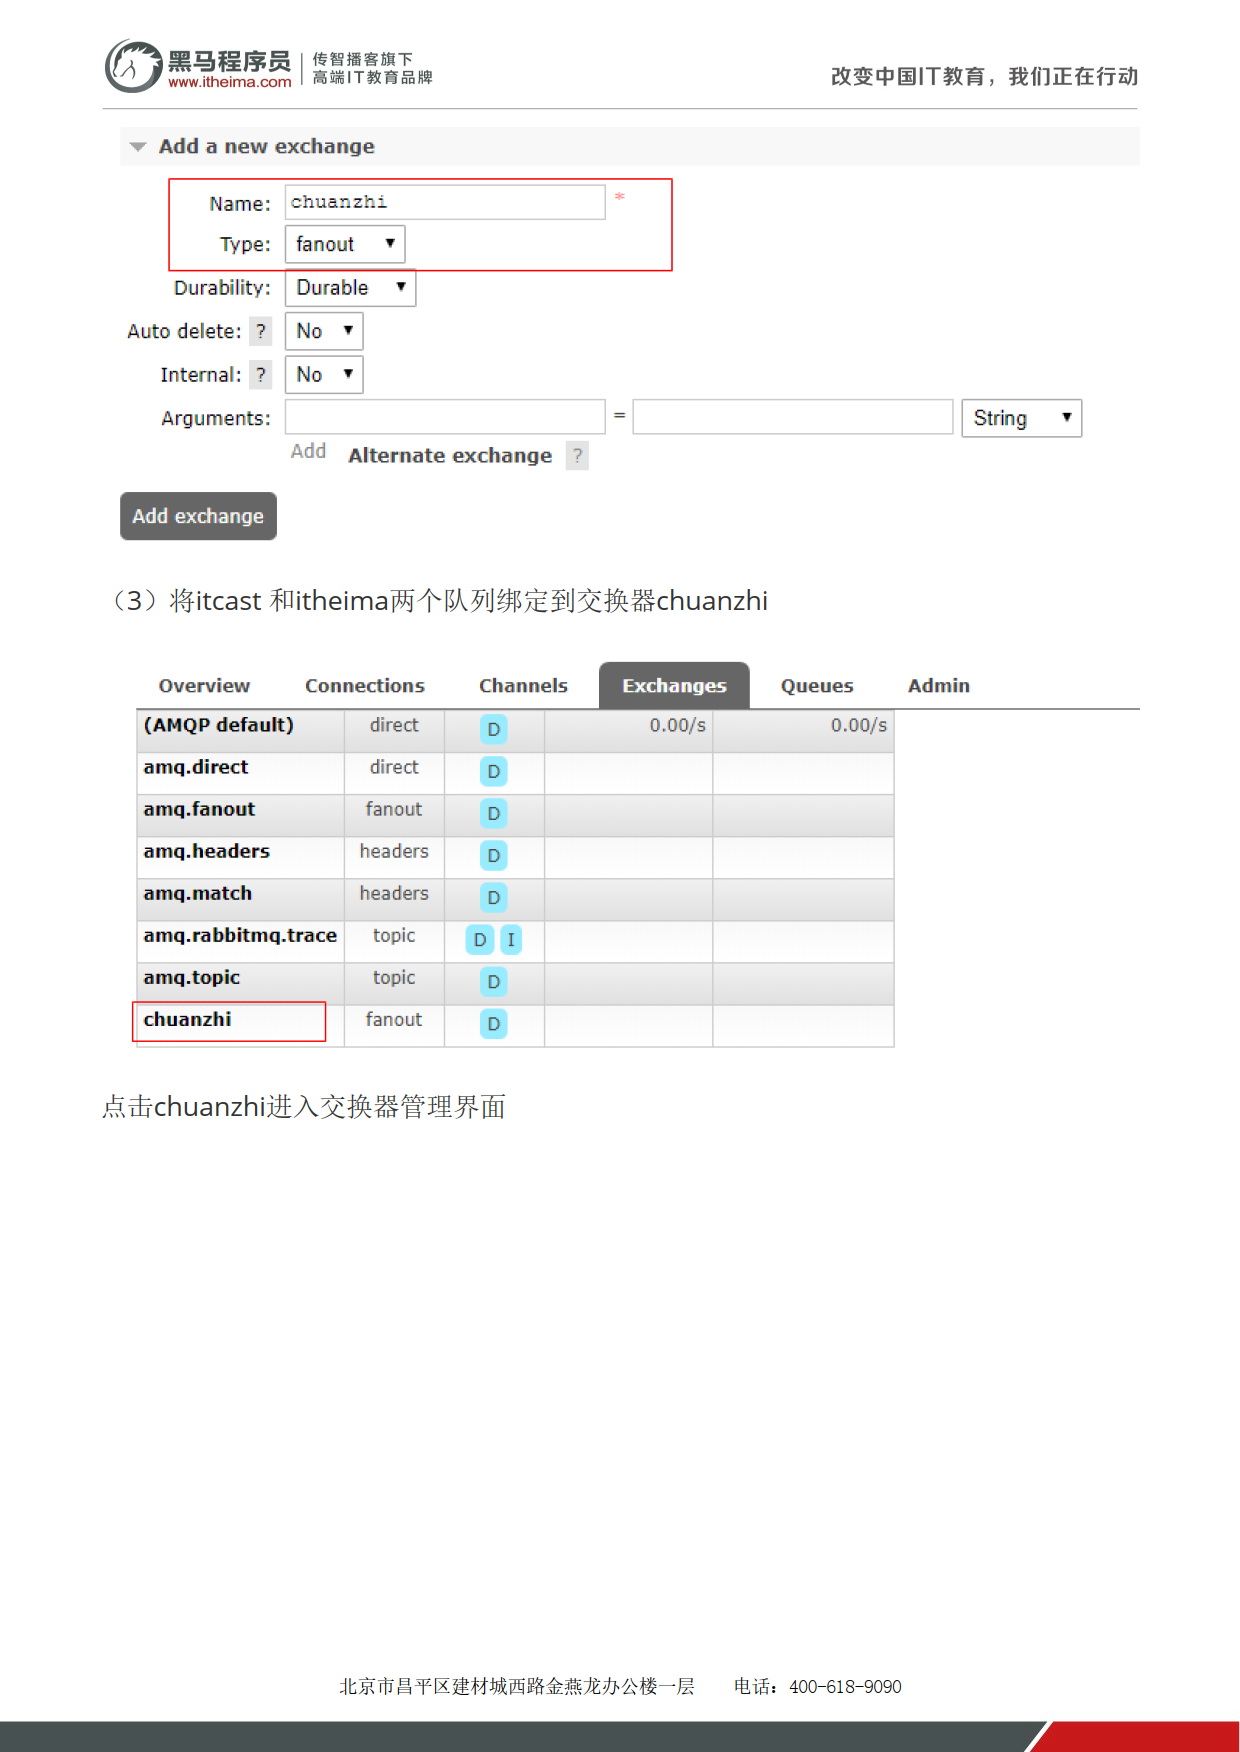 黑马程序员
www.itheima.com
传智播客旗下
高端IT教育品牌
改变中国IT教育，我们正在行动
Add a new exchange
Name: chuanzhi *
Type: fanout
Durability: Durable
Auto delete: ? No
Internal: ? No
Arguments: = String
Add Alternate exchange ?
Add exchange
（3）将itcast 和itheima两个队列绑定到交换器chuanzhi
Overview Connections Channels Exchanges Queues Admin
(AMQP default) direct D 0.00/s 0.00/s
amq.direct direct D
amq.fanout fanout D
amq.headers headers D
amq.match headers D
amq.rabbitmq.trace topic D I
amq.topic topic D
chuanzhi fanout D
点击chuanzhi进入交换器管理界面
北京市昌平区建材城西路金燕龙办公楼一层 电话：400-618-9090